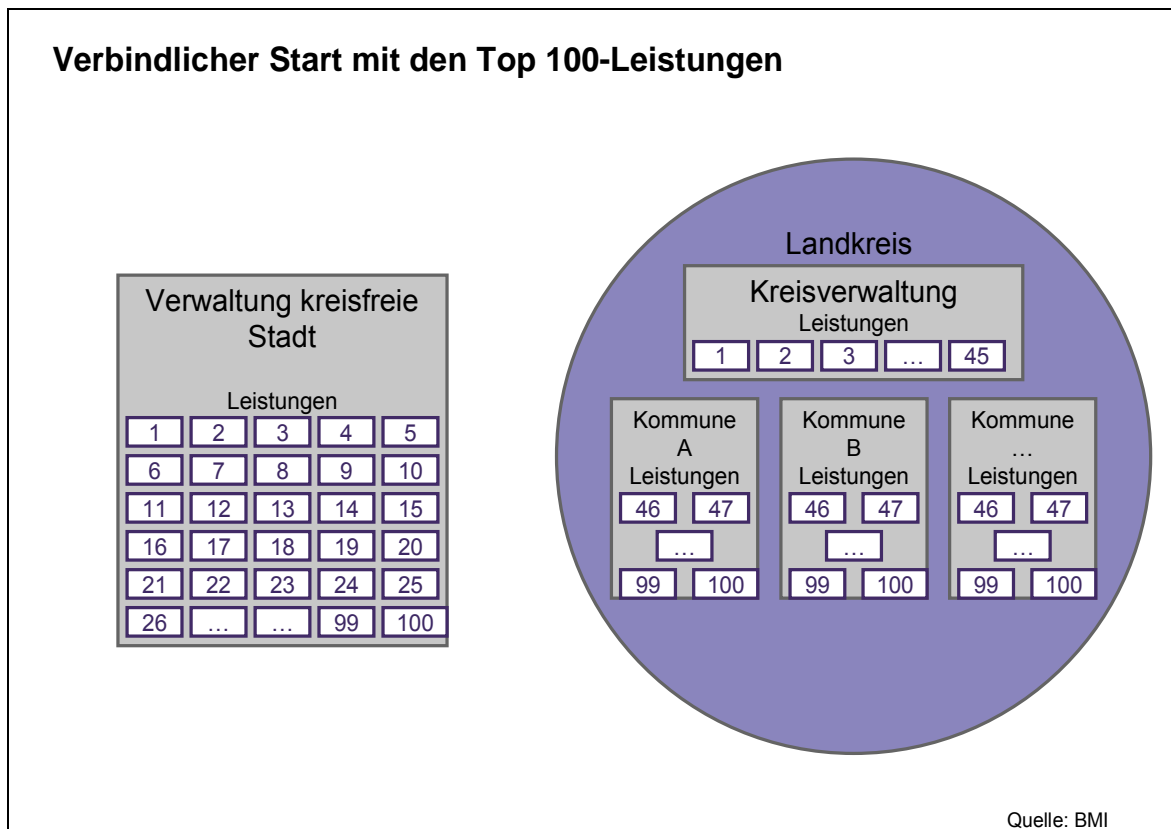 Verbindlicher Start mit den Top 100-Leistungen
Verwaltung kreisfreie
Stadt
Leistungen
1 2 3 4 5
6 7 8 9 10
11 12 13 14 15
16 17 18 19 20
21 22 23 24 25
26 … … 99 100
Landkreis
Kreisverwaltung
Leistungen
1 2 3 … 45
Kommune
A
Leistungen
46 47
…
99 100
Kommune
B
Leistungen
46 47
…
99 100
Kommune
…
Leistungen
46 47
…
99 100
Quelle: BMI